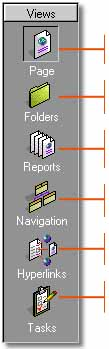 Views
Page
Folders
Reports
Navigation
Hyperlinks
Tasks